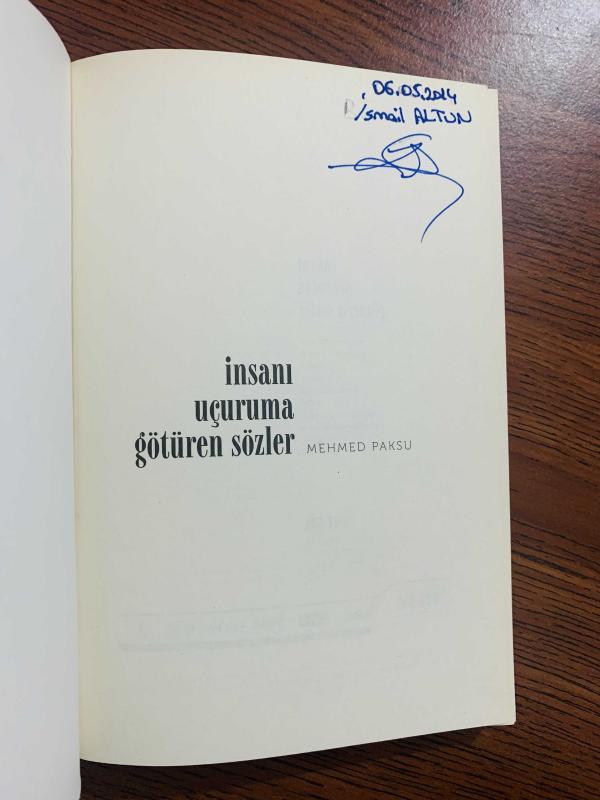 06.05.2014
İsmail ALTUN
insanı
uçuruma
götüren sözler
MEHMED PAKSU